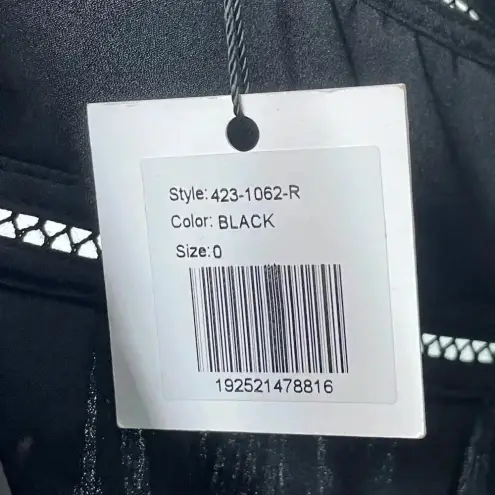 Style: 423-1062-R
Color: BLACK
Size: 0
192521478816